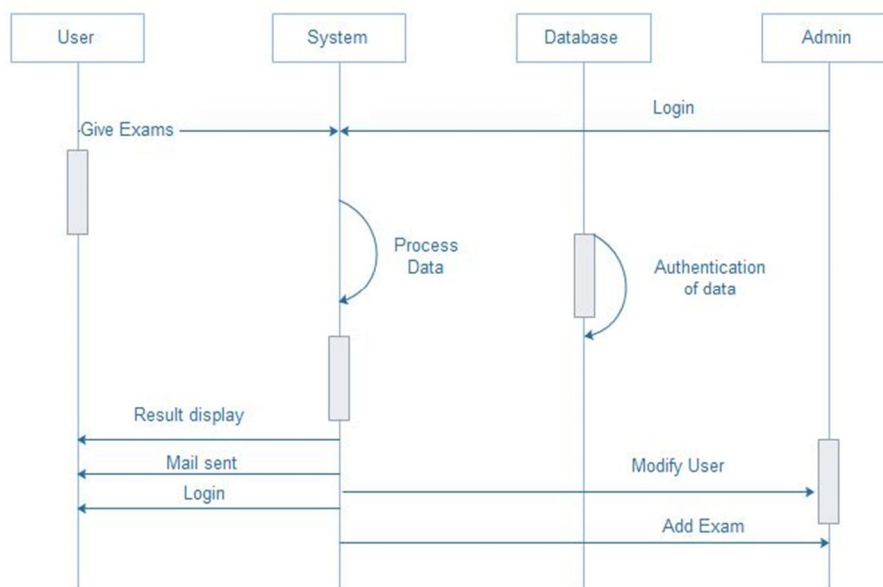 User
System
Database
Admin
Login
Give Exams
Process
Data
Authentication
of data
Result display
Mail sent
Modify User
Login
Add Exam